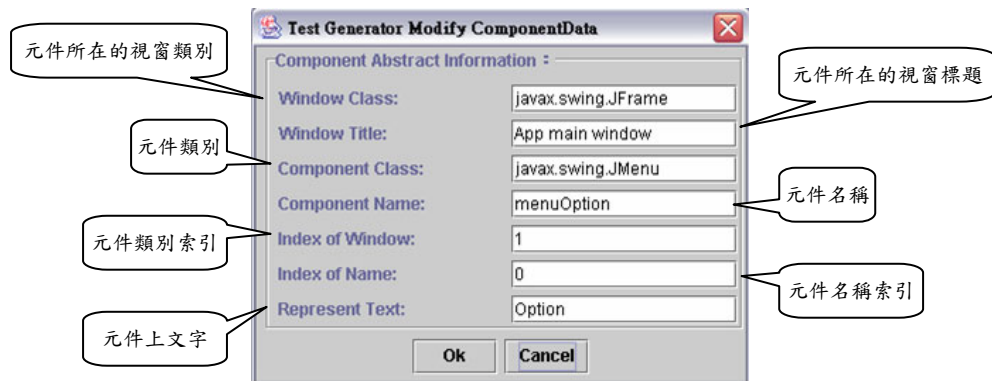 Test Generator Modify ComponentData
Component Abstract Information：
元件所在的視窗類別
Window Class:
javax.swing.JFrame
元件所在的視窗標題
Window Title:
App main window
元件類別
Component Class:
javax.swing.JMenu
Component Name:
menuOption
元件名稱
元件類別索引
Index of Window:
1
Index of Name:
0
元件名稱索引
Represent Text:
Option
元件上文字
Ok
Cancel